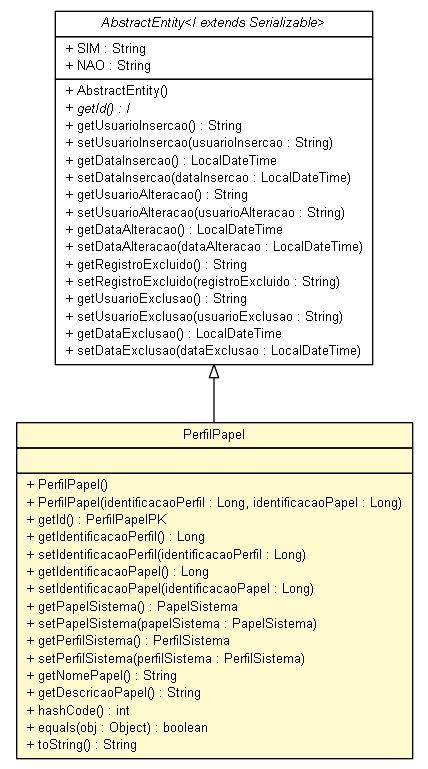 AbstractEntity<I extends Serializable>
+ SIM : String
+ NAO : String
+ AbstractEntity()
+ getId() : I
+ getUsuarioInsercao() : String
+ setUsuarioInsercao(usuarioInsercao : String)
+ getDataInsercao() : LocalDateTime
+ setDataInsercao(dataInsercao : LocalDateTime)
+ getUsuarioAlteracao() : String
+ setUsuarioAlteracao(usuarioAlteracao : String)
+ getDataAlteracao() : LocalDateTime
+ setDataAlteracao(dataAlteracao : LocalDateTime)
+ getRegistroExcluido() : String
+ setRegistroExcluido(registroExcluido : String)
+ getUsuarioExclusao() : String
+ setUsuarioExclusao(usuarioExclusao : String)
+ getDataExclusao() : LocalDateTime
+ setDataExclusao(dataExclusao : LocalDateTime)
PerfilPapel
+ PerfilPapel()
+ PerfilPapel(identificacaoPerfil : Long, identificacaoPapel : Long)
+ getId() : PerfilPapelPK
+ getIdentificacaoPerfil() : Long
+ setIdentificacaoPerfil(identificacaoPerfil : Long)
+ getIdentificacaoPapel() : Long
+ setIdentificacaoPapel(identificacaoPapel : Long)
+ getPapelSistema() : PapelSistema
+ setPapelSistema(papelSistema : PapelSistema)
+ getPerfilSistema() : PerfilSistema
+ setPerfilSistema(perfilSistema : PerfilSistema)
+ getNomePapel() : String
+ getDescricaoPapel() : String
+ hashCode() : int
+ equals(obj : Object) : boolean
+ toString() : String